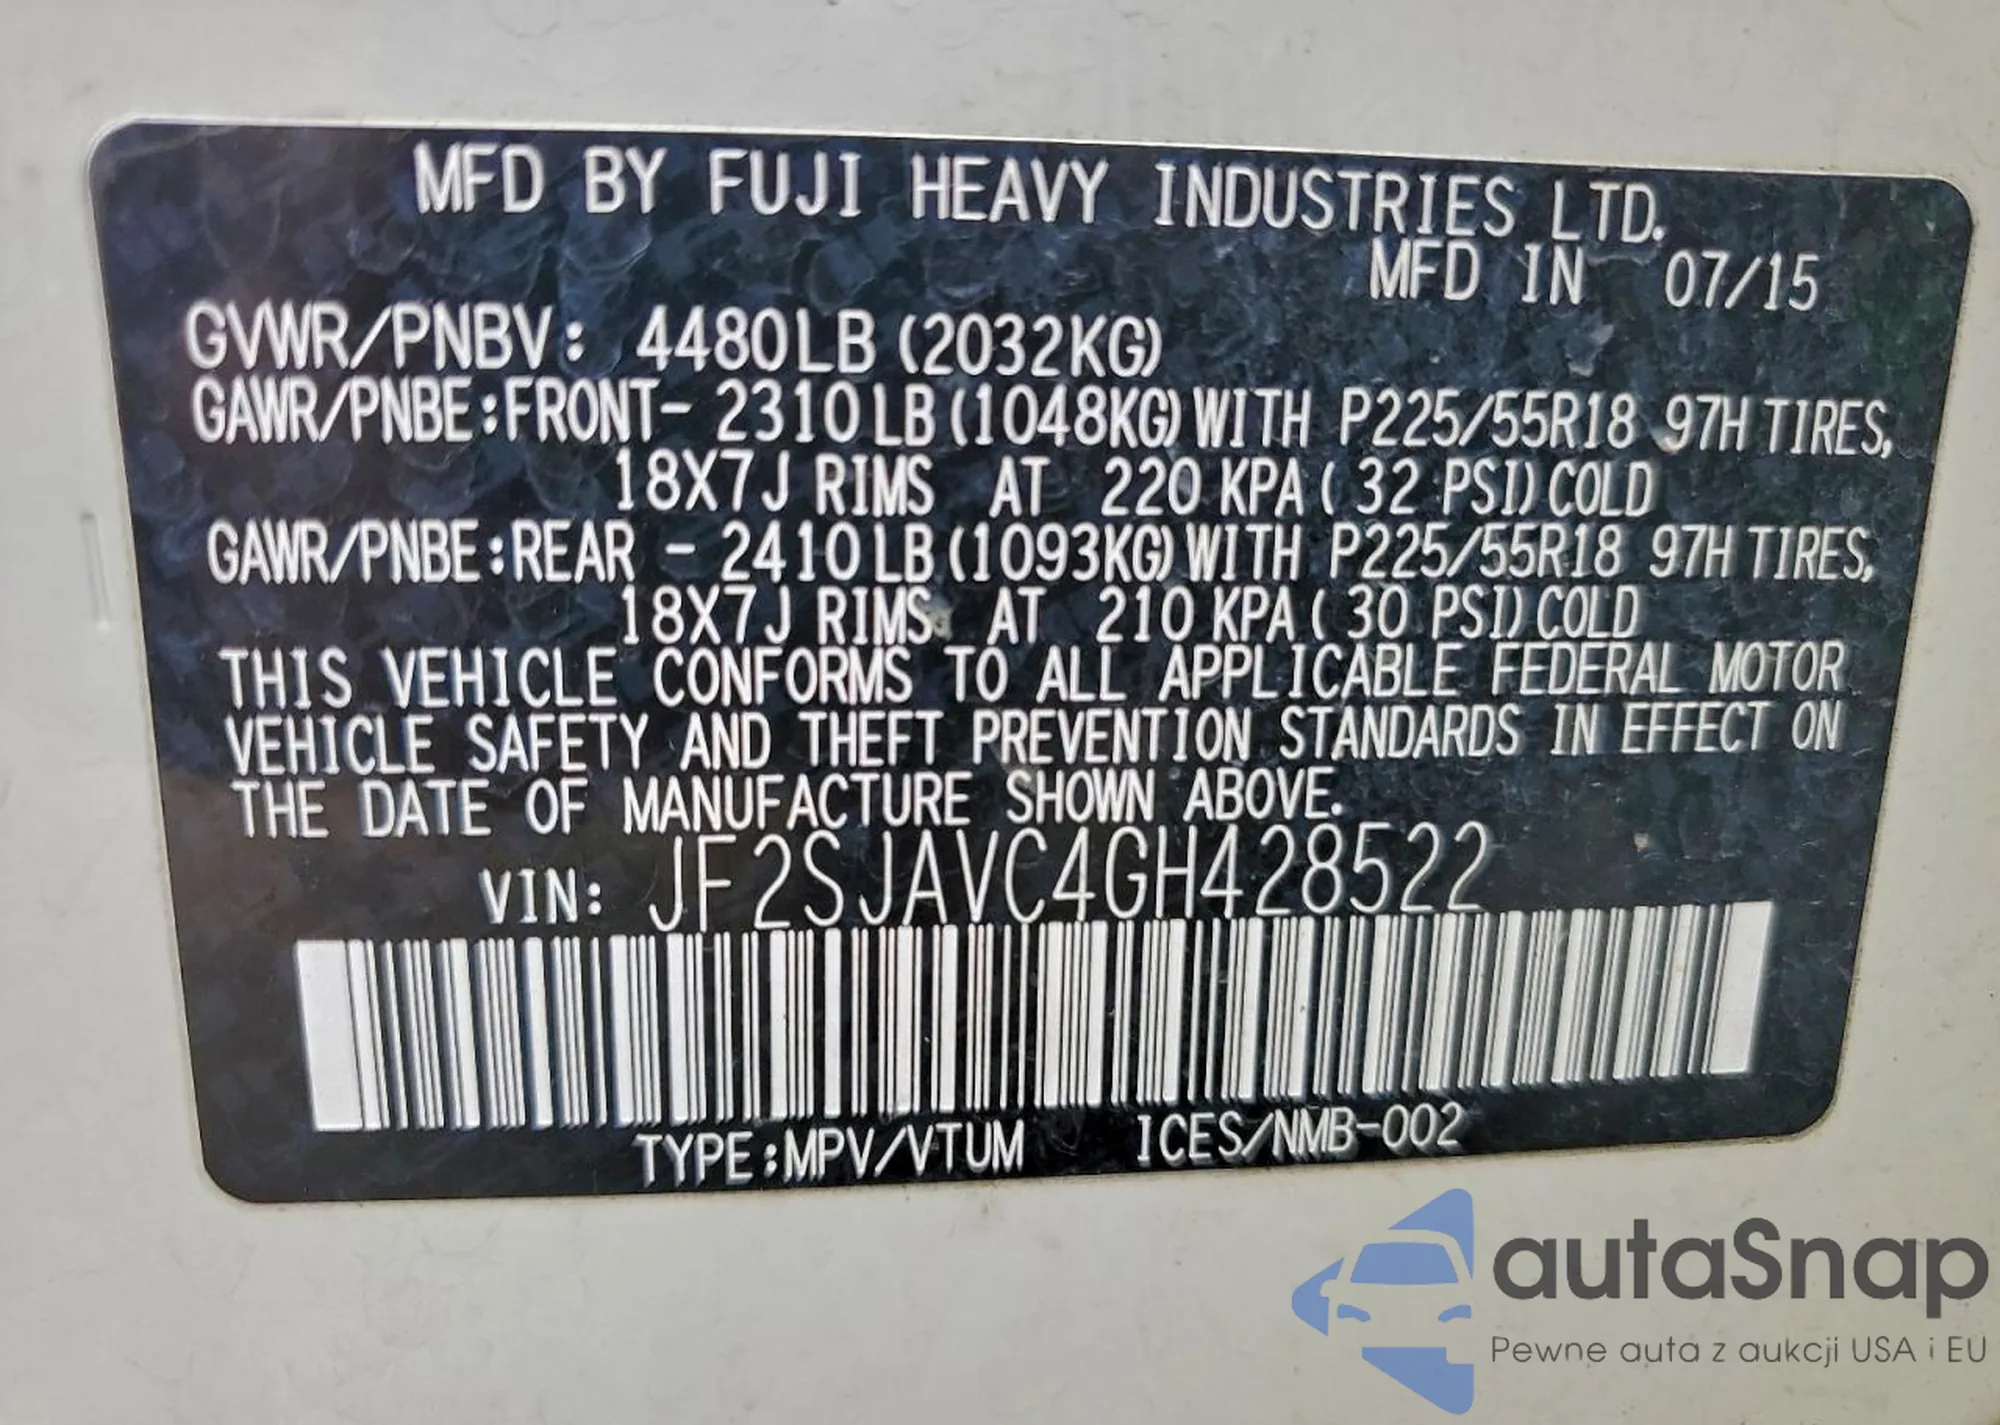 MFD BY FUJI HEAVY INDUSTRIES LTD.
MFD IN 07/15
GVWR/PNBV: 4480LB (2032KG)
GAWR/PNBE:FRONT- 2310LB (1048KG) WITH P225/55R18 97H TIRES,
18X7J RIMS AT 220 KPA ( 32 PSI) COLD
GAWR/PNBE:REAR - 2410LB (1093KG) WITH P225/55R18 97H TIRES,
18X7J RIMS AT 210 KPA ( 30 PSI) COLD
THIS VEHICLE CONFORMS TO ALL APPLICABLE FEDERAL MOTOR
VEHICLE SAFETY AND THEFT PREVENTION STANDARDS IN EFFECT ON
THE DATE OF MANUFACTURE SHOWN ABOVE.
VIN: JF2SJAVC4GH428522
TYPE:MPV/VTUM ICES/NMB-002
autaSnap
Pewne auta z aukcji USA i EU